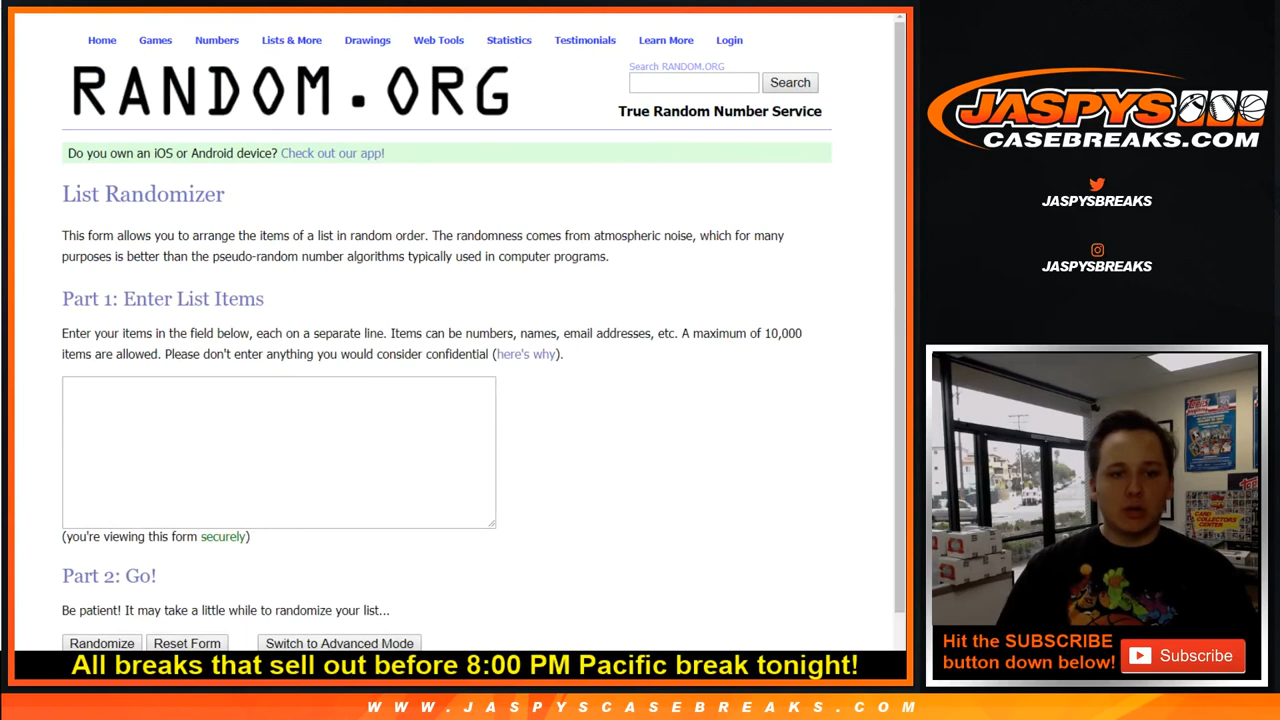 Home Games Numbers Lists & More Drawings Web Tools Statistics Testimonials Learn More Login
RANDOM.ORG
Search RANDOM.ORG
Search
True Random Number Service
Do you own an iOS or Android device? Check out our app!
List Randomizer
This form allows you to arrange the items of a list in random order. The randomness comes from atmospheric noise, which for many
purposes is better than the pseudo-random number algorithms typically used in computer programs.
Part 1: Enter List Items
Enter your items in the field below, each on a separate line. Items can be numbers, names, email addresses, etc. A maximum of 10,000
items are allowed. Please don't enter anything you would consider confidential (here's why).
(you're viewing this form securely)
Part 2: Go!
Be patient! It may take a little while to randomize your list...
Randomize Reset Form Switch to Advanced Mode
All breaks that sell out before 8:00 PM Pacific break tonight!
JASPYS
CASEBREAKS.COM
JASPYSBREAKS
JASPYSBREAKS
Hit the SUBSCRIBE
button down below!
Subscribe
WWW.JASPYSCASEBREAKS.COM